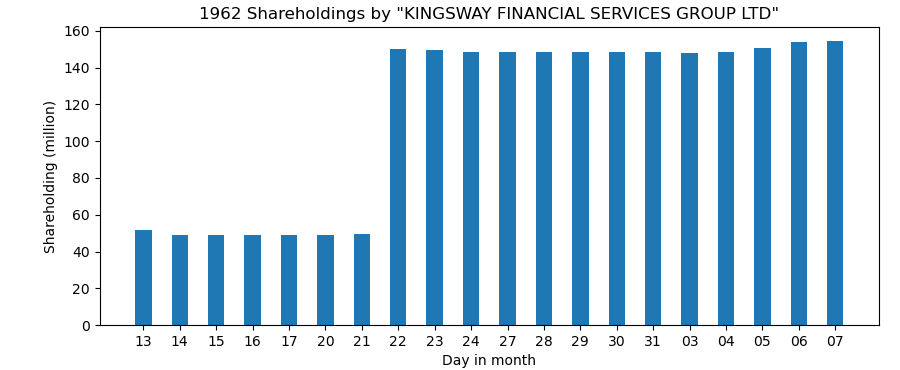 1962 Shareholdings by "KINGSWAY FINANCIAL SERVICES GROUP LTD"
160
140
120
100
80
60
40
20
0
Shareholding (million)
13 14 15 16 17 20 21 22 23 24 27 28 29 30 31 03 04 05 06 07
Day in month